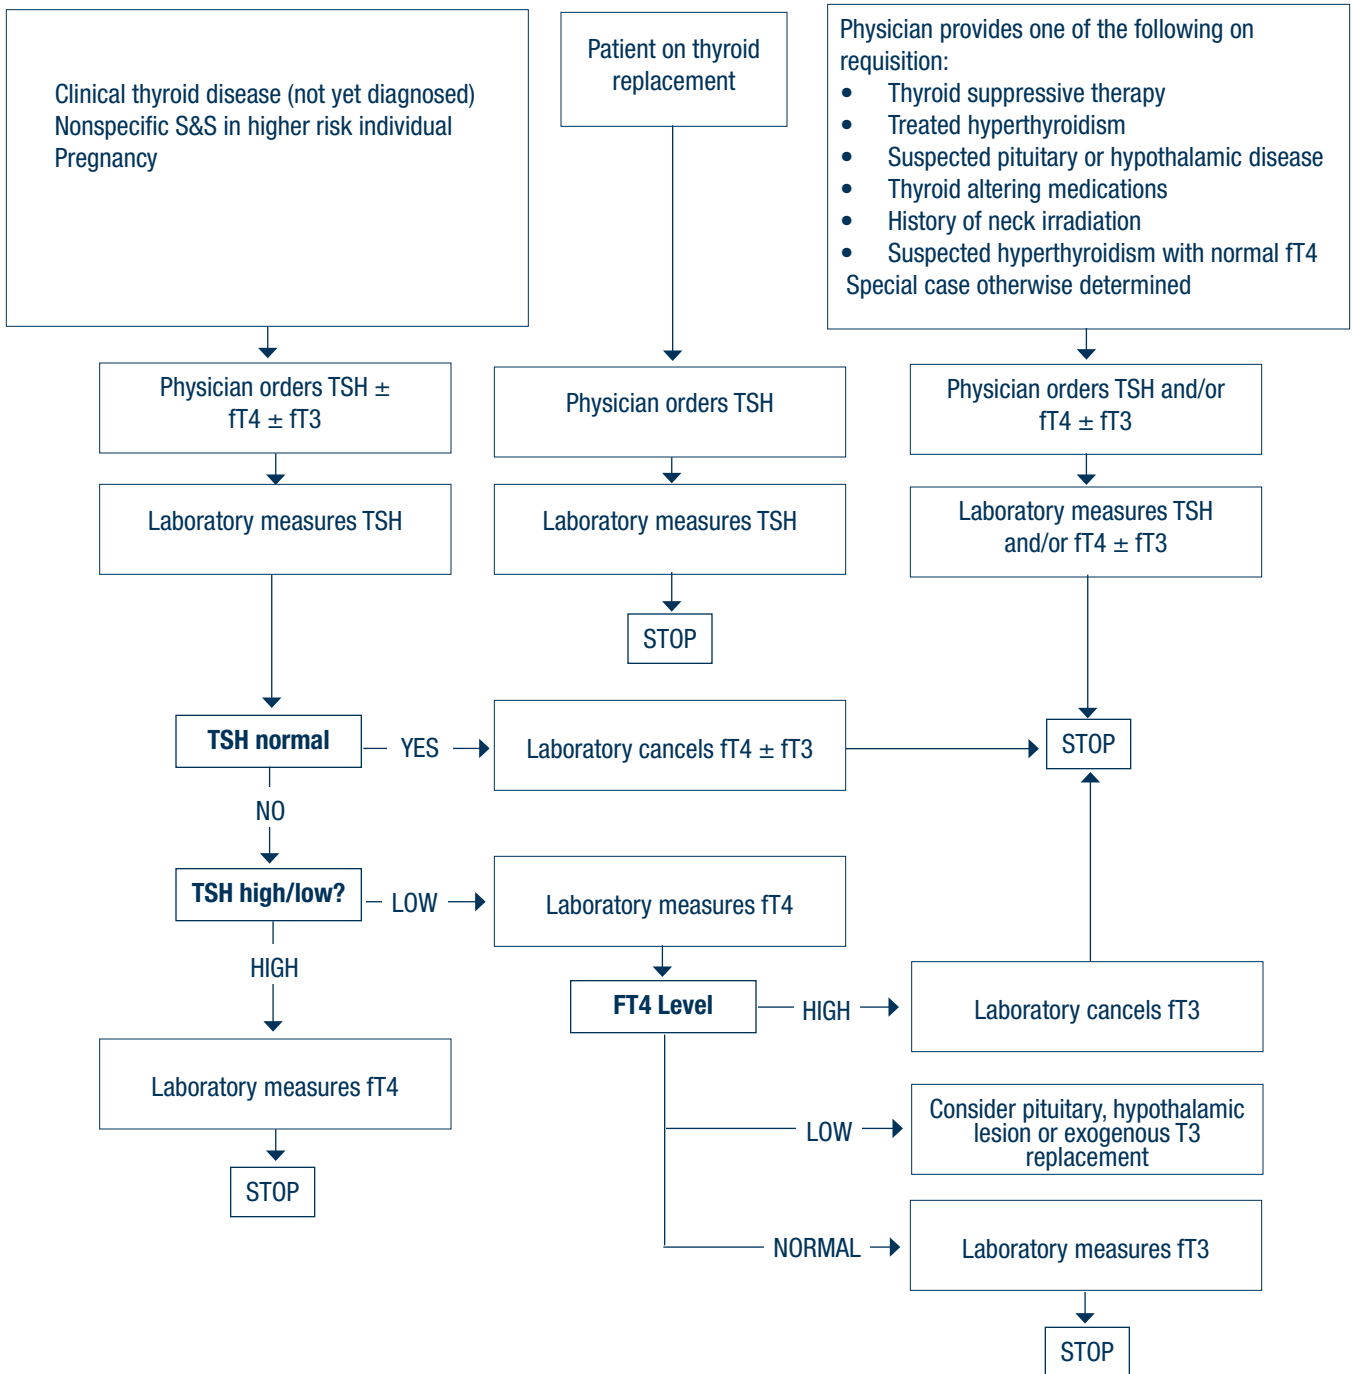 Clinical thyroid disease (not yet diagnosed)
Nonspecific S&S in higher risk individual
Pregnancy
Patient on thyroid
replacement
Physician provides one of the following on
requisition:
• Thyroid suppressive therapy
• Treated hyperthyroidism
• Suspected pituitary or hypothalamic disease
• Thyroid altering medications
• History of neck irradiation
• Suspected hyperthyroidism with normal fT4
Special case otherwise determined
Physician orders TSH ±
fT4 ± fT3
Physician orders TSH
Physician orders TSH and/or
fT4 ± fT3
Laboratory measures TSH
Laboratory measures TSH
Laboratory measures TSH
and/or fT4 ± fT3
STOP
TSH normal
YES
Laboratory cancels fT4 ± fT3
STOP
NO
TSH high/low?
LOW
Laboratory measures fT4
HIGH
FT4 Level
HIGH
Laboratory cancels fT3
Laboratory measures fT4
LOW
Consider pituitary, hypothalamic
lesion or exogenous T3
replacement
STOP
NORMAL
Laboratory measures fT3
STOP